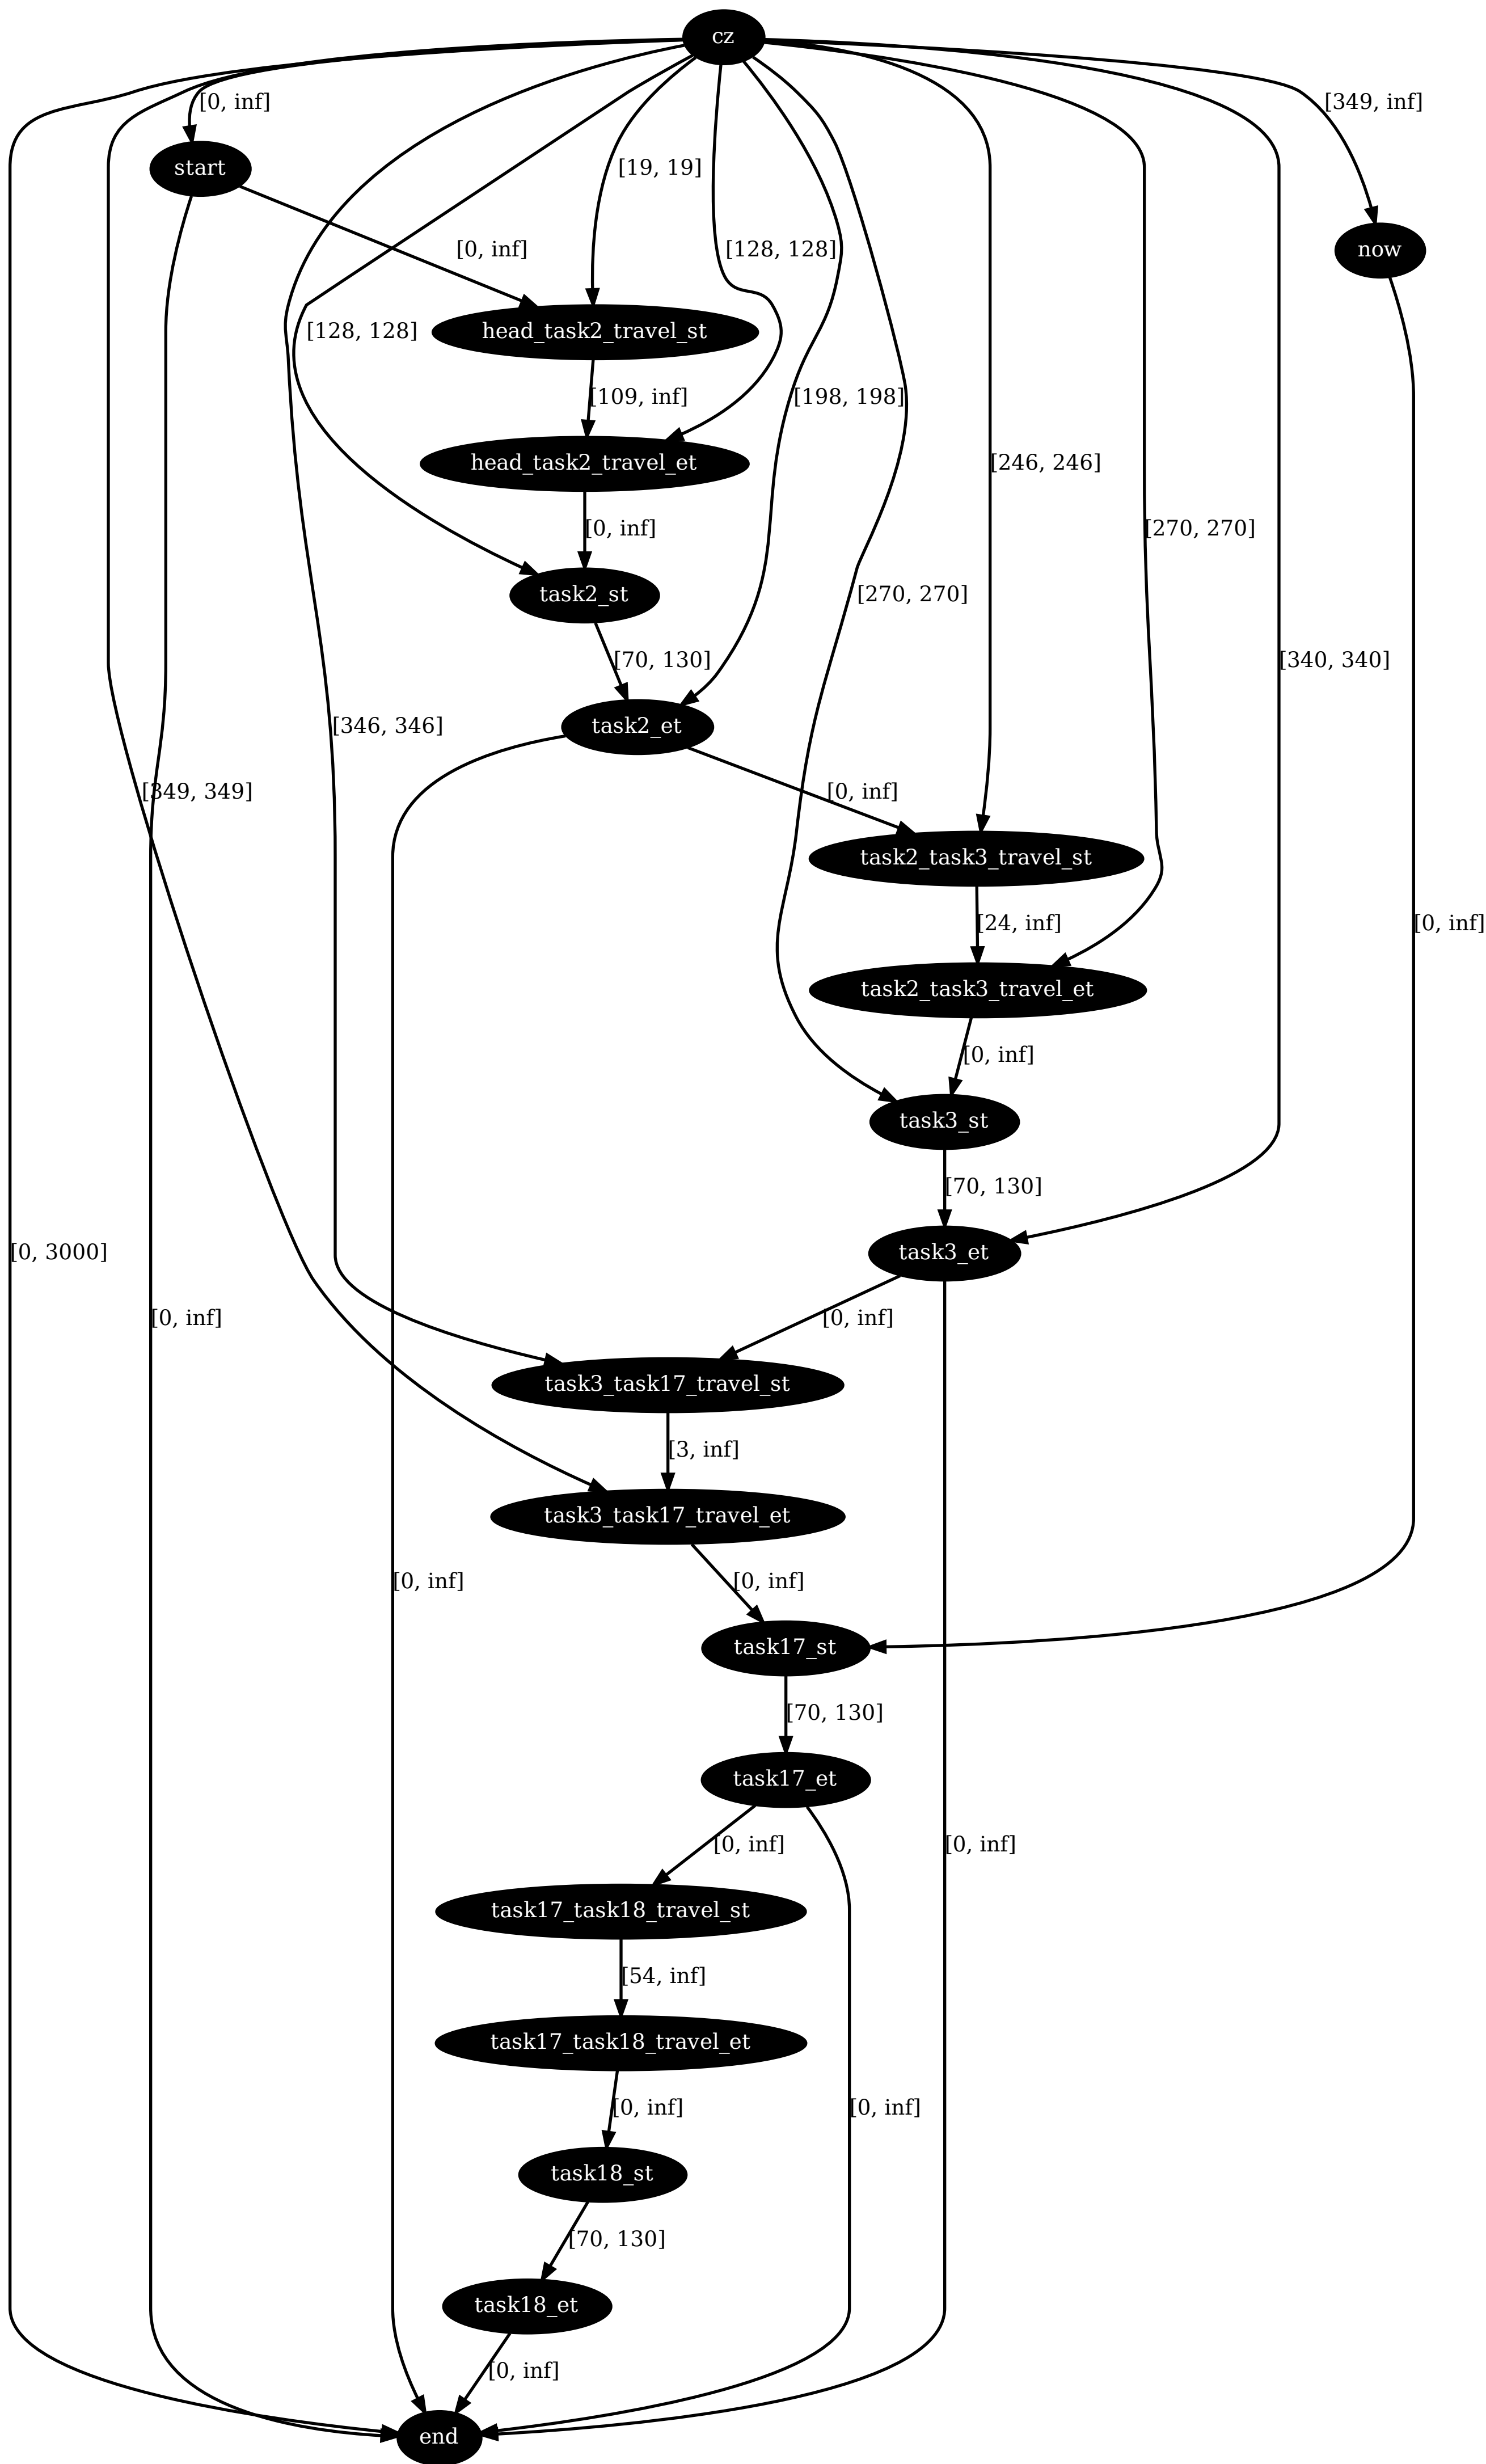 cz
[0, inf]
[349, inf]
start
[19, 19]
now
[0, inf]
[128, 128]
[128, 128]
head_task2_travel_st
[109, inf]
[198, 198]
head_task2_travel_et
[246, 246]
[0, inf]
[270, 270]
task2_st
[270, 270]
[70, 130]
[340, 340]
task2_et
[346, 346]
[349, 349]
[0, inf]
task2_task3_travel_st
[24, inf]
[0, inf]
task2_task3_travel_et
[0, inf]
task3_st
[70, 130]
task3_et
[0, 3000]
[0, inf]
[0, inf]
task3_task17_travel_st
[3, inf]
task3_task17_travel_et
[0, inf]
[0, inf]
task17_st
[70, 130]
task17_et
[0, inf]
[0, inf]
task17_task18_travel_st
[54, inf]
task17_task18_travel_et
[0, inf]
[0, inf]
task18_st
[70, 130]
task18_et
[0, inf]
end